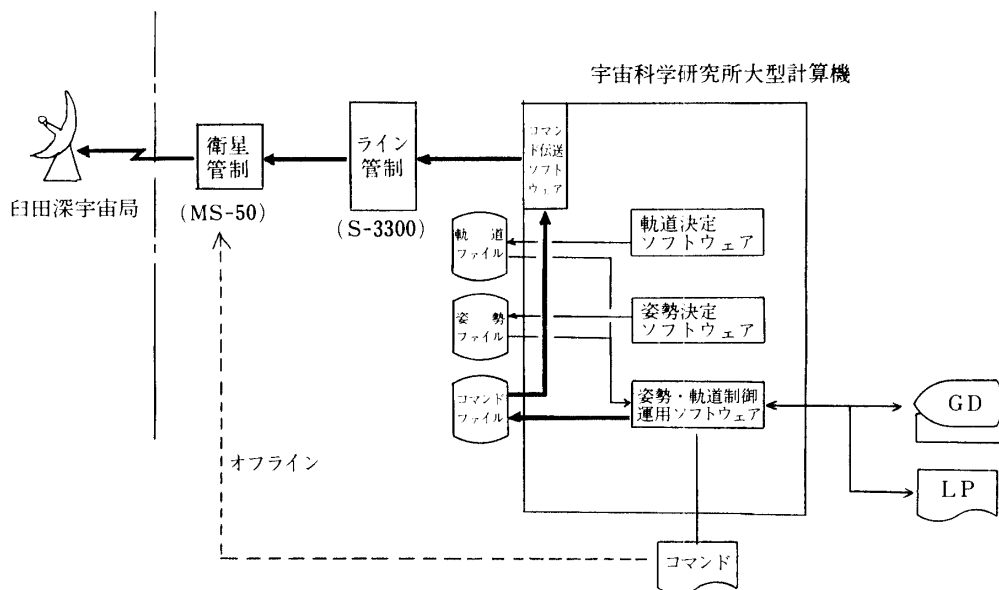 宇宙科学研究所大型計算機
臼田深宇宙局
衛星
管制
(MS-50)
ライン
管制
(S-3300)
コマン
ド伝送
ソフト
ウェア
軌道
ファイル
軌道決定
ソフトウェア
姿勢
ファイル
姿勢決定
ソフトウェア
コマンド
ファイル
姿勢・軌道制御
運用ソフトウェア
GD
LP
オフライン
コマンド